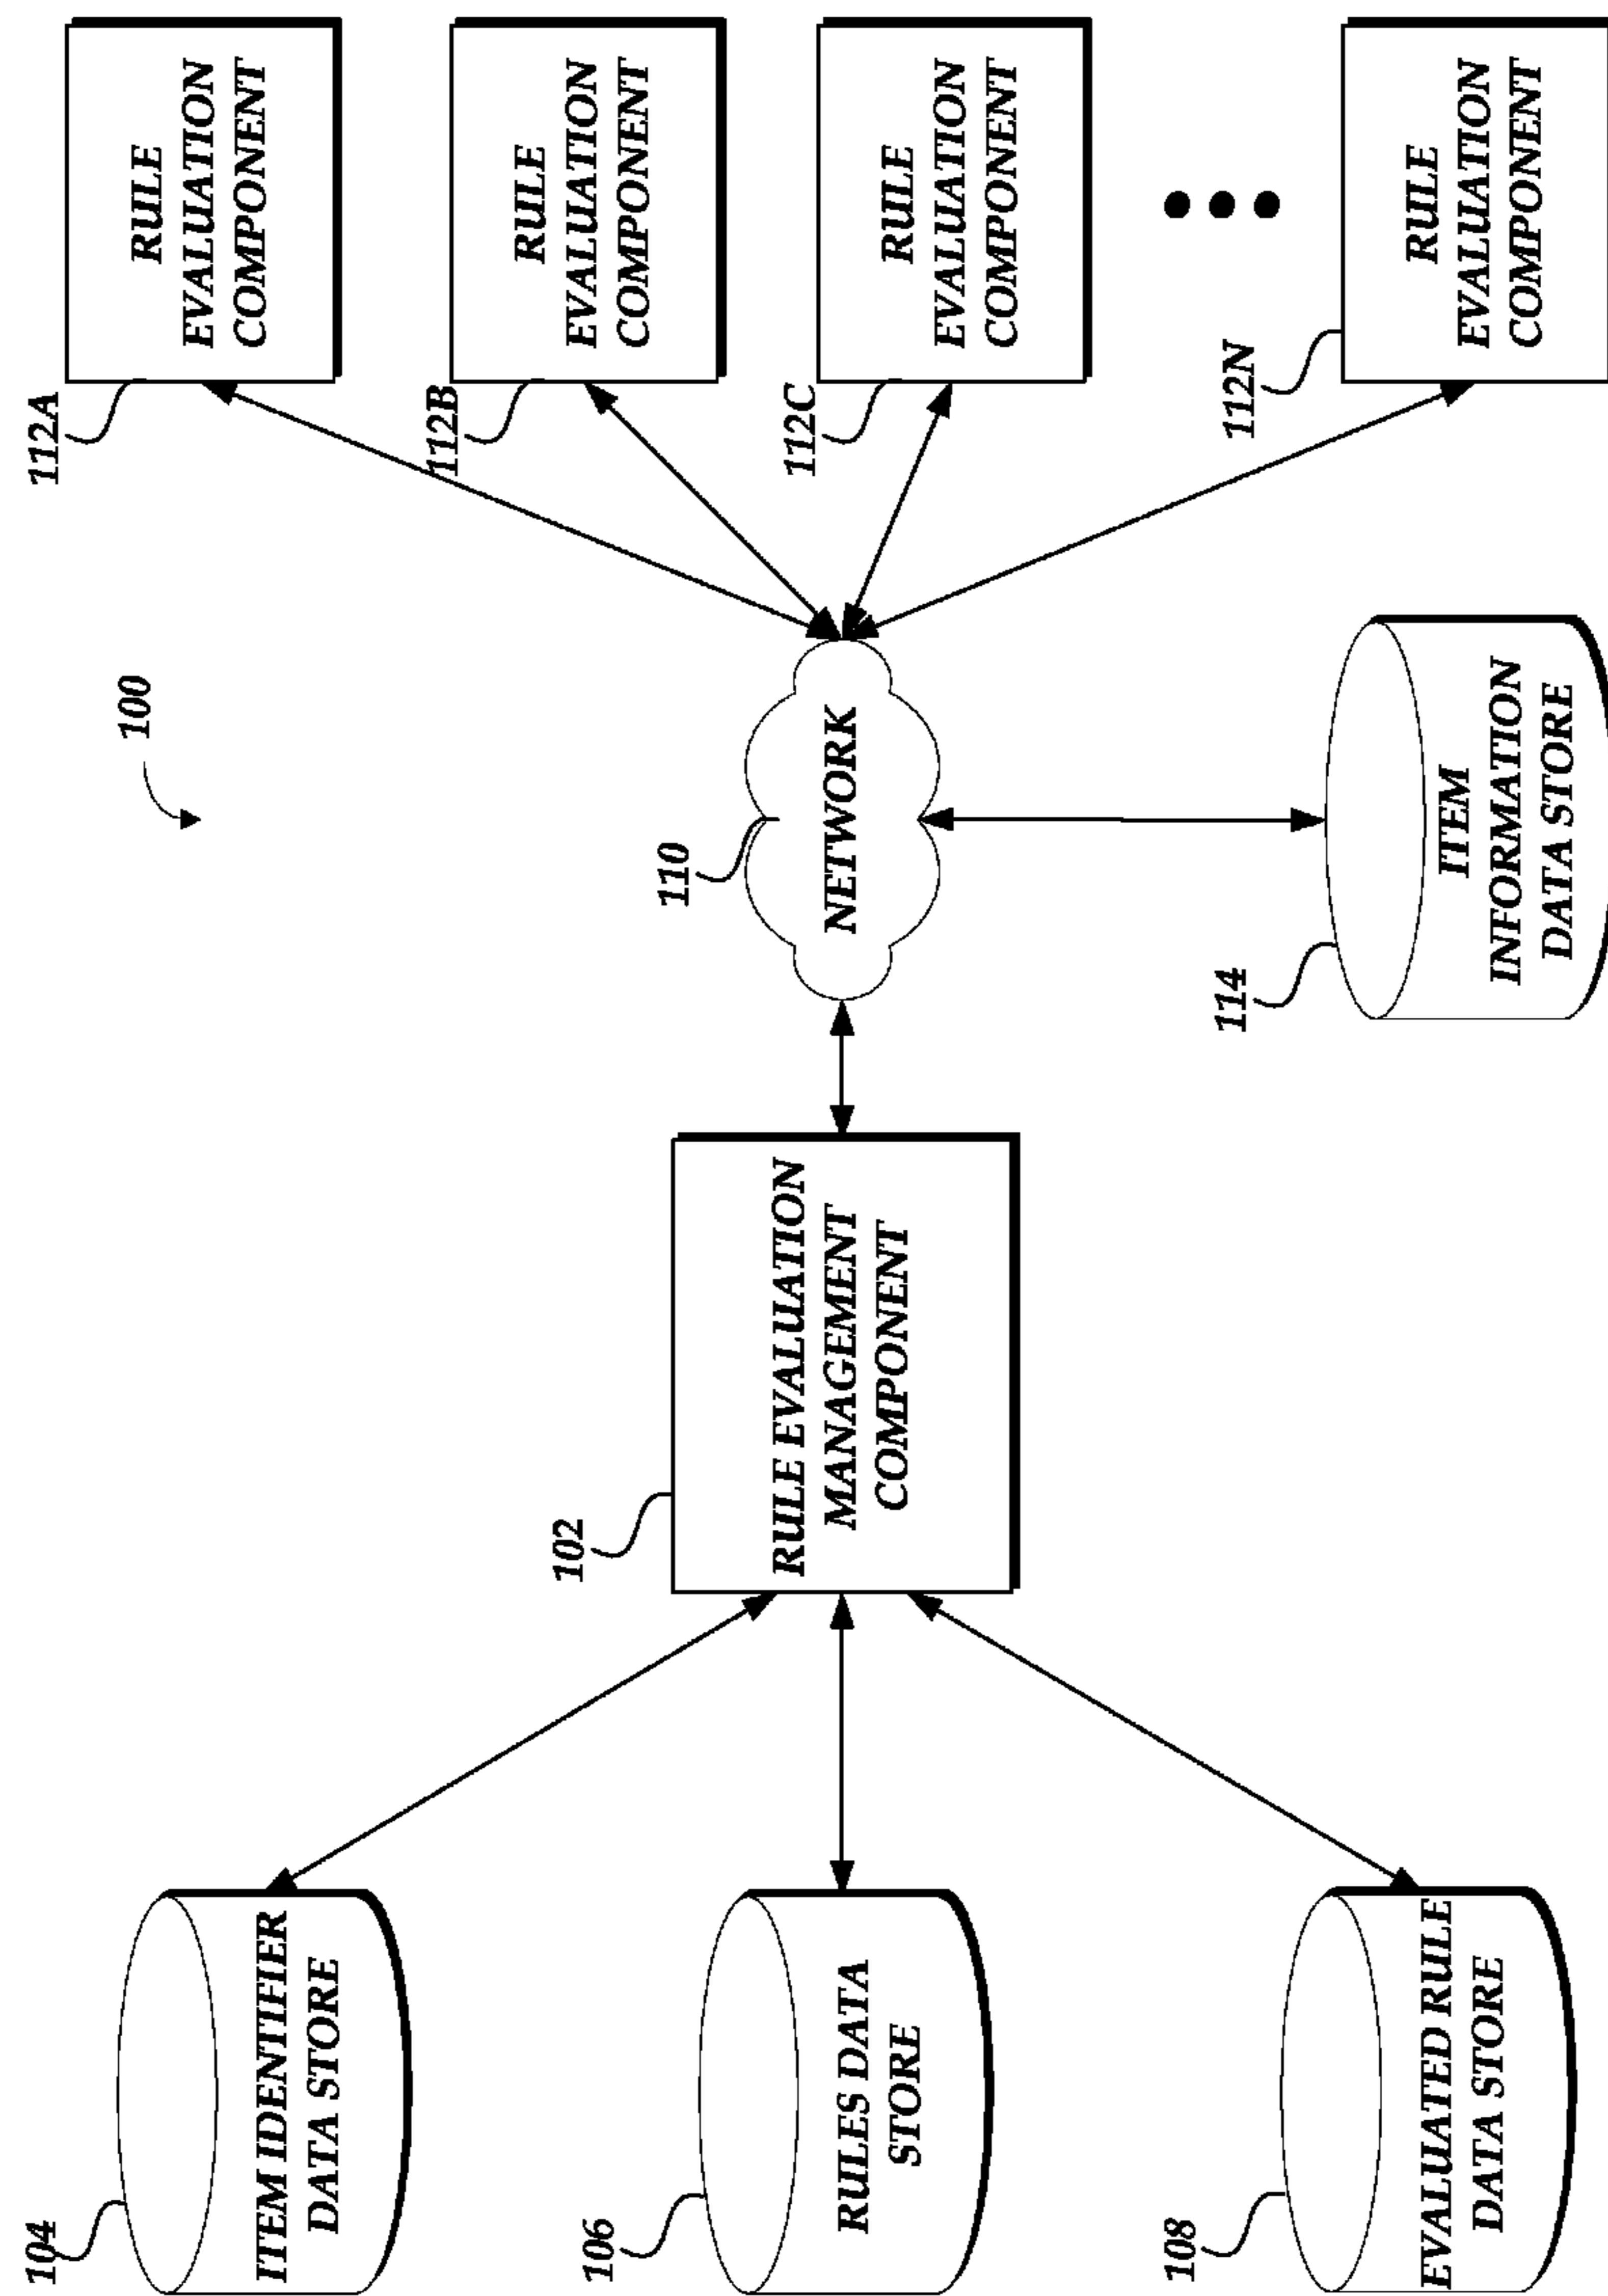 100
104
ITEM IDENTIFIER
DATA STORE
106
RULES DATA
STORE
108
EVALUATED RULE
DATA STORE
102
RULE EVALUATION
MANAGEMENT
COMPONENT
110
NETWORK
114
ITEM
INFORMATION
DATA STORE
112A
RULE
EVALUATION
COMPONENT
112B
RULE
EVALUATION
COMPONENT
112C
RULE
EVALUATION
COMPONENT
112N
RULE
EVALUATION
COMPONENT